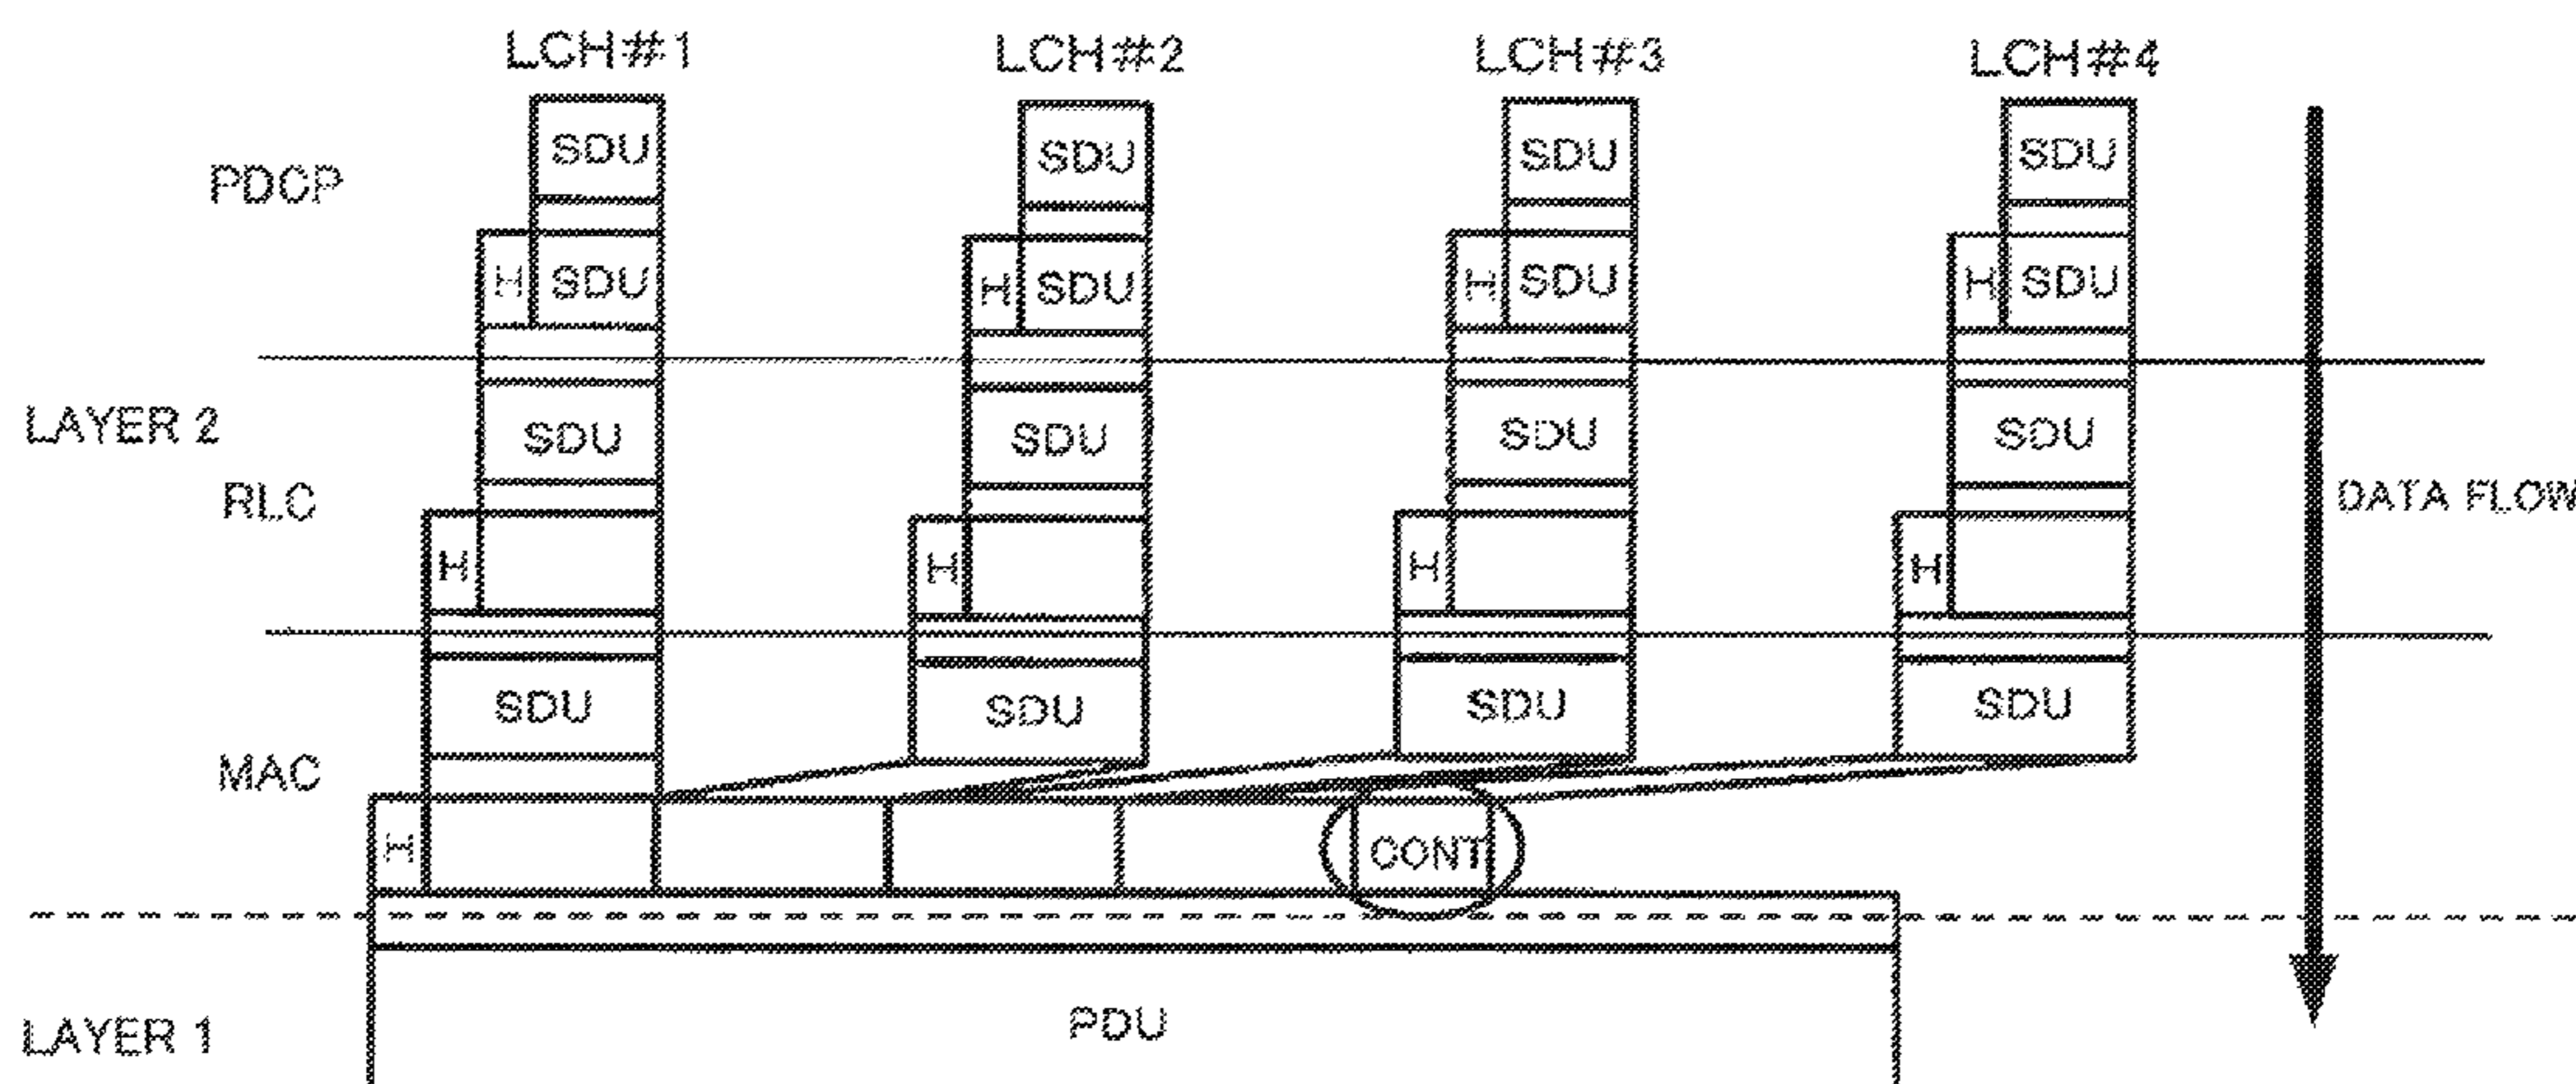 LCH#1 LCH#2 LCH#3 LCH#4
SDU SDU SDU SDU
PDCP
H SDU H SDU H SDU H SDU
LAYER 2
SDU SDU SDU SDU
RLC
DATA FLOW
H H H H
SDU SDU SDU SDU
MAC
H CONT
PDU
LAYER 1